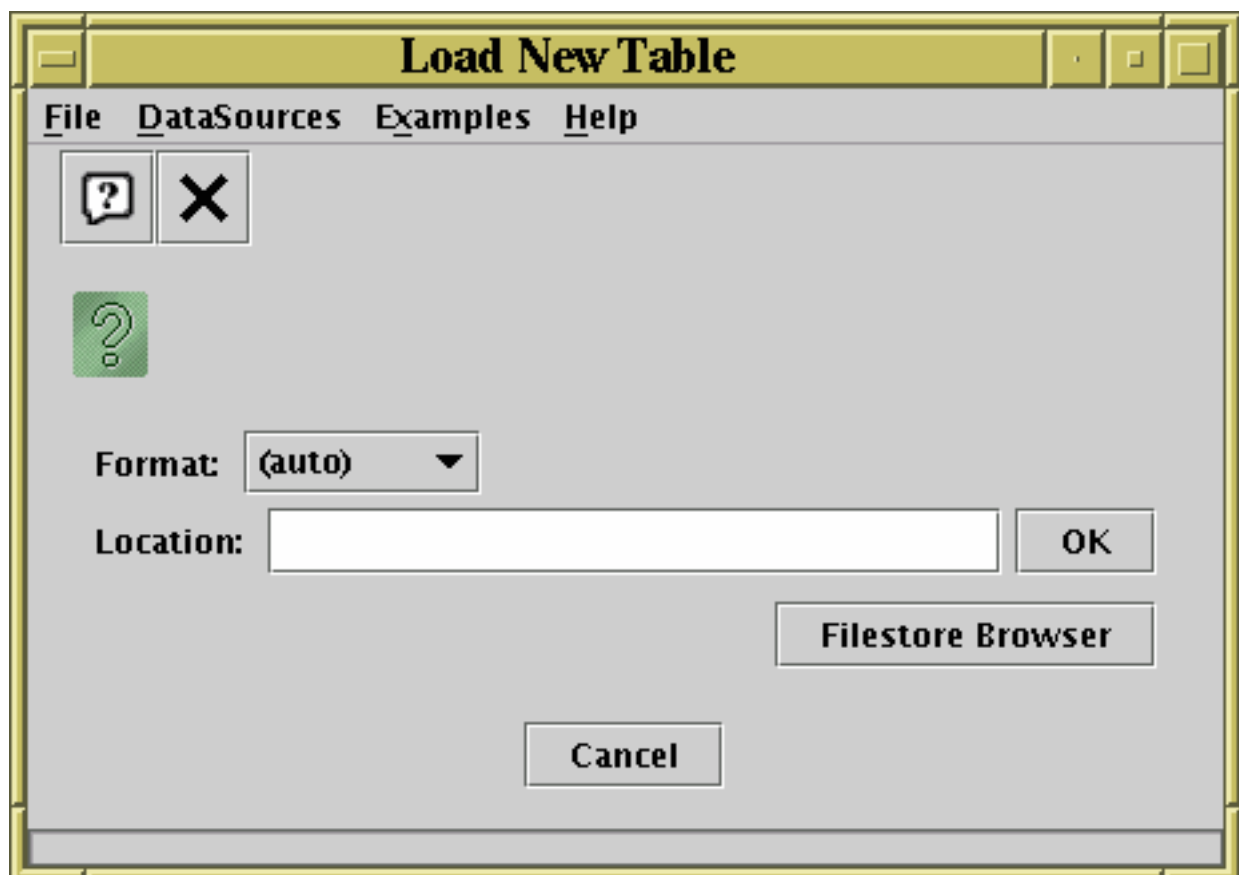 Load New Table
File DataSources Examples Help
Format: (auto)
Location: OK
Filestore Browser
Cancel